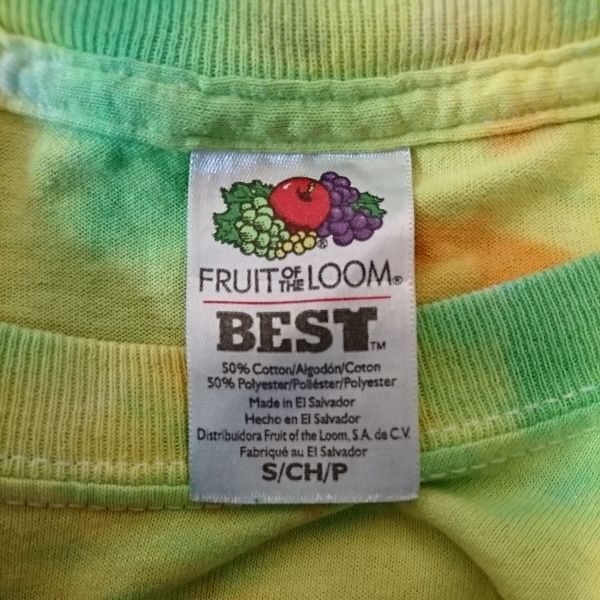 FRUIT OF THE LOOM®
BEST™
50% Cotton/Algodón/Coton
50% Polyester/Poliéster/Polyester
Made in El Salvador
Hecho en El Salvador
Distribuidora Fruit of the Loom, S.A. de C.V.
Fabriqué au El Salvador
S/CH/P